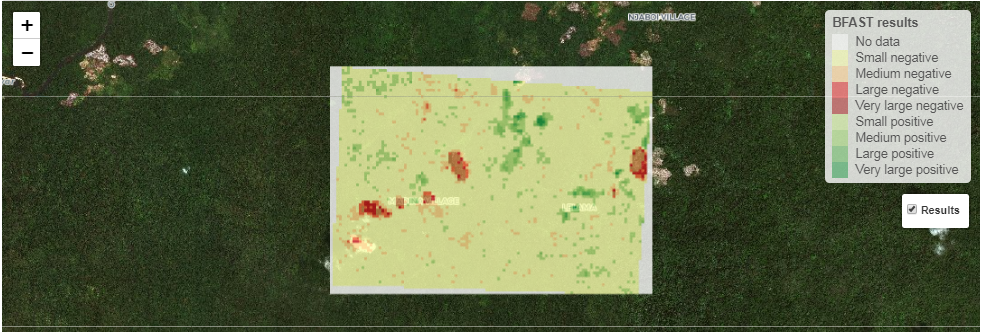 +
−
NJABOI VILLAGE
BFAST results
No data
Small negative
Medium negative
Large negative
Very large negative
Small positive
Medium positive
Large positive
Very large positive
Results